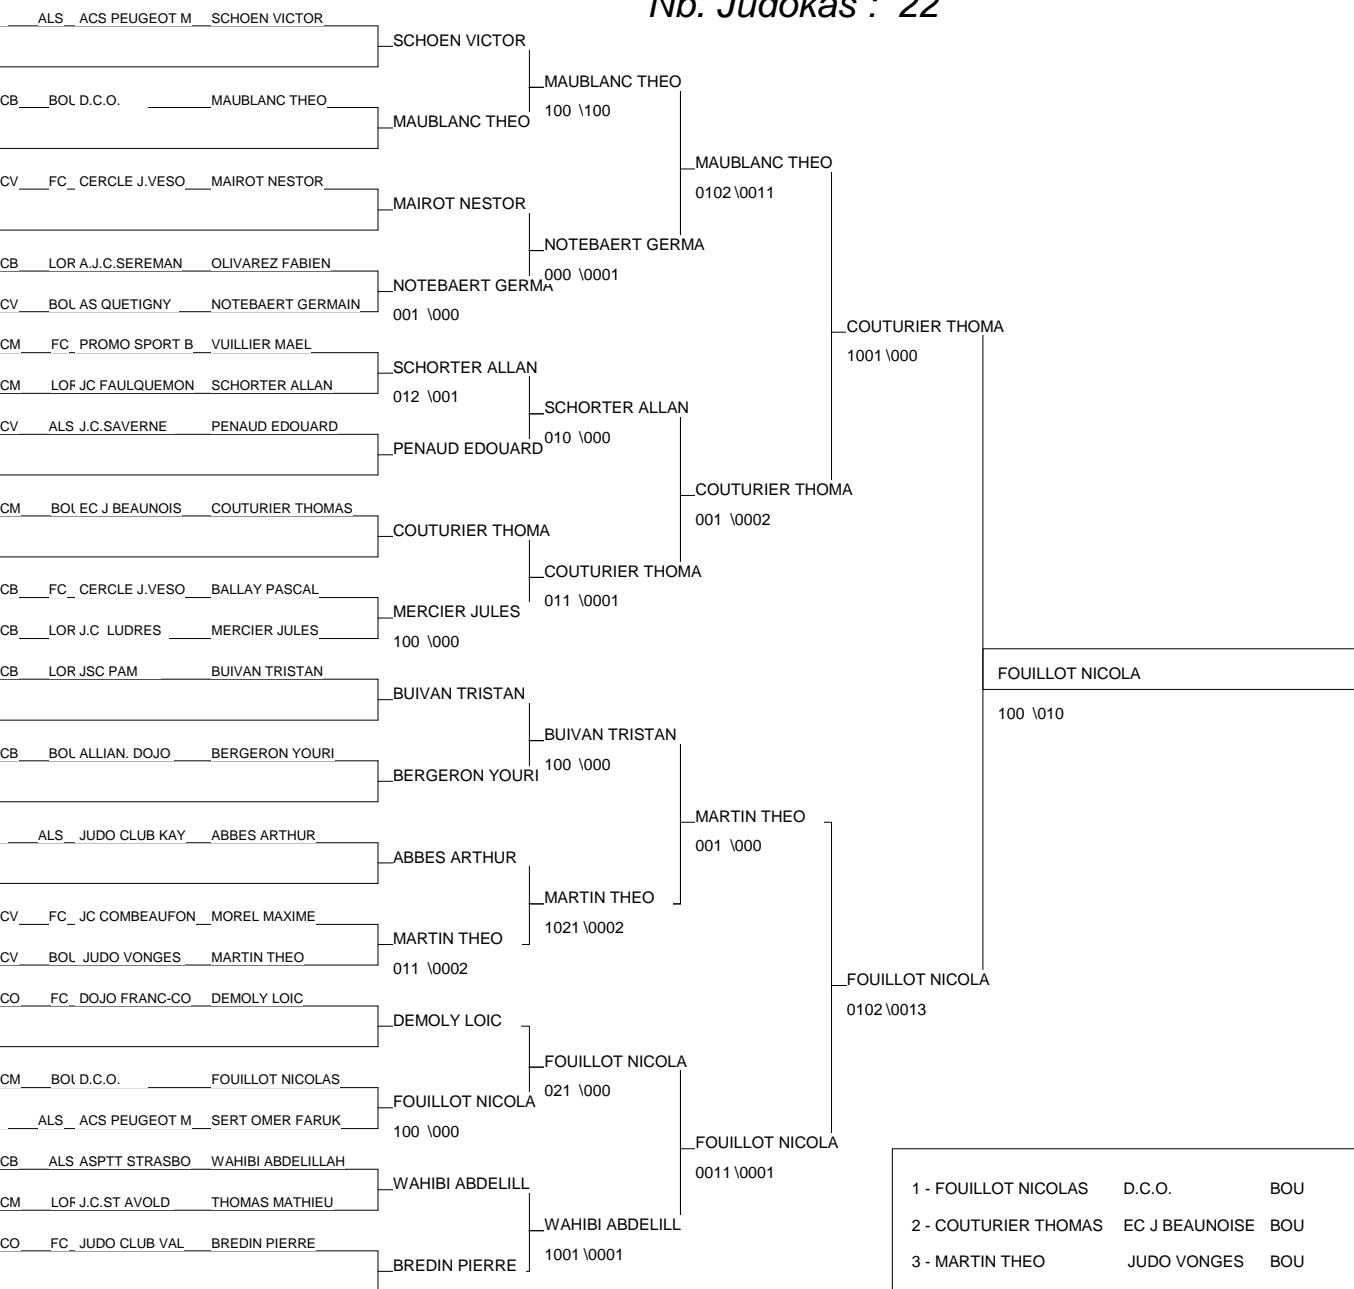 Nb. Judokas : 22
ALS ACS PEUGEOT M SCHOEN VICTOR
SCHOEN VICTOR
MAUBLANC THEO
100 \100
CB BOU D.C.O. MAUBLANC THEO
MAUBLANC THEO
MAUBLANC THEO
0102 \0011
CV FC CERCLE J.VESO MAIROT NESTOR
MAIROT NESTOR
NOTEBAERT GERMA
000 \0001
CB LOR A.J.C.SEREMAN OLIVAREZ FABIEN
NOTEBAERT GERMA
001 \000
CV BOU AS QUETIGNY NOTEBAERT GERMAIN
COUTURIER THOMA
1001 \000
CM FC PROMO SPORT B VUILLIER MAEL
SCHORTER ALLAN
012 \001
CM LOR JC FAULQUEMON SCHORTER ALLAN
SCHORTER ALLAN
010 \000
CV ALS J.C.SAVERNE PENAUD EDOUARD
PENAUD EDOUARD
COUTURIER THOMA
001 \0002
CM BOU EC J BEAUNOIS COUTURIER THOMAS
COUTURIER THOMA
COUTURIER THOMA
011 \0001
CB FC CERCLE J.VESO BALLAY PASCAL
MERCIER JULES
100 \000
CB LOR J.C LUDRES MERCIER JULES
FOUILLOT NICOLA
100 \010
CB LOR JSC PAM BUIVAN TRISTAN
BUIVAN TRISTAN
BUIVAN TRISTAN
100 \000
CB BOU ALLIAN. DOJO BERGERON YOURI
BERGERON YOURI
MARTIN THEO
001 \000
ALS JUDO CLUB KAY ABBES ARTHUR
ABBES ARTHUR
MARTIN THEO
1021 \0002
CV FC JC COMBEAUFON MOREL MAXIME
MARTIN THEO
011 \0002
CV BOU JUDO VONGES MARTIN THEO
FOUILLOT NICOLA
0102 \0013
CO FC DOJO FRANC-CO DEMOLY LOIC
DEMOLY LOIC
FOUILLOT NICOLA
021 \000
CM BOU D.C.O. FOUILLOT NICOLAS
FOUILLOT NICOLA
100 \000
ALS ACS PEUGEOT M SERT OMER FARUK
FOUILLOT NICOLA
0011 \0001
CB ALS ASPTT STRASBO WAHIBI ABDELILLAH
WAHIBI ABDELILL
CM LOR J.C.ST AVOLD THOMAS MATHIEU
WAHIBI ABDELILL
1001 \0001
CO FC JUDO CLUB VAL BREDIN PIERRE
BREDIN PIERRE
1 - FOUILLOT NICOLAS D.C.O. BOU
2 - COUTURIER THOMAS EC J BEAUNOISE BOU
3 - MARTIN THEO JUDO VONGES BOU